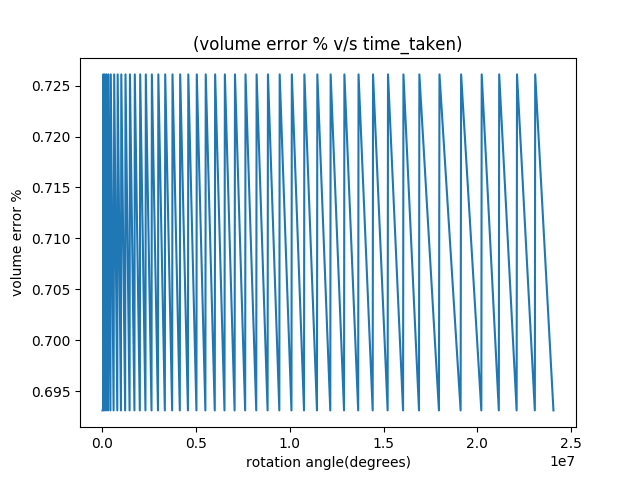 (volume error % v/s time_taken)
volume error %
0.725
0.720
0.715
0.710
0.705
0.700
0.695
0.0 0.5 1.0 1.5 2.0 2.5
1e7
rotation angle(degrees)